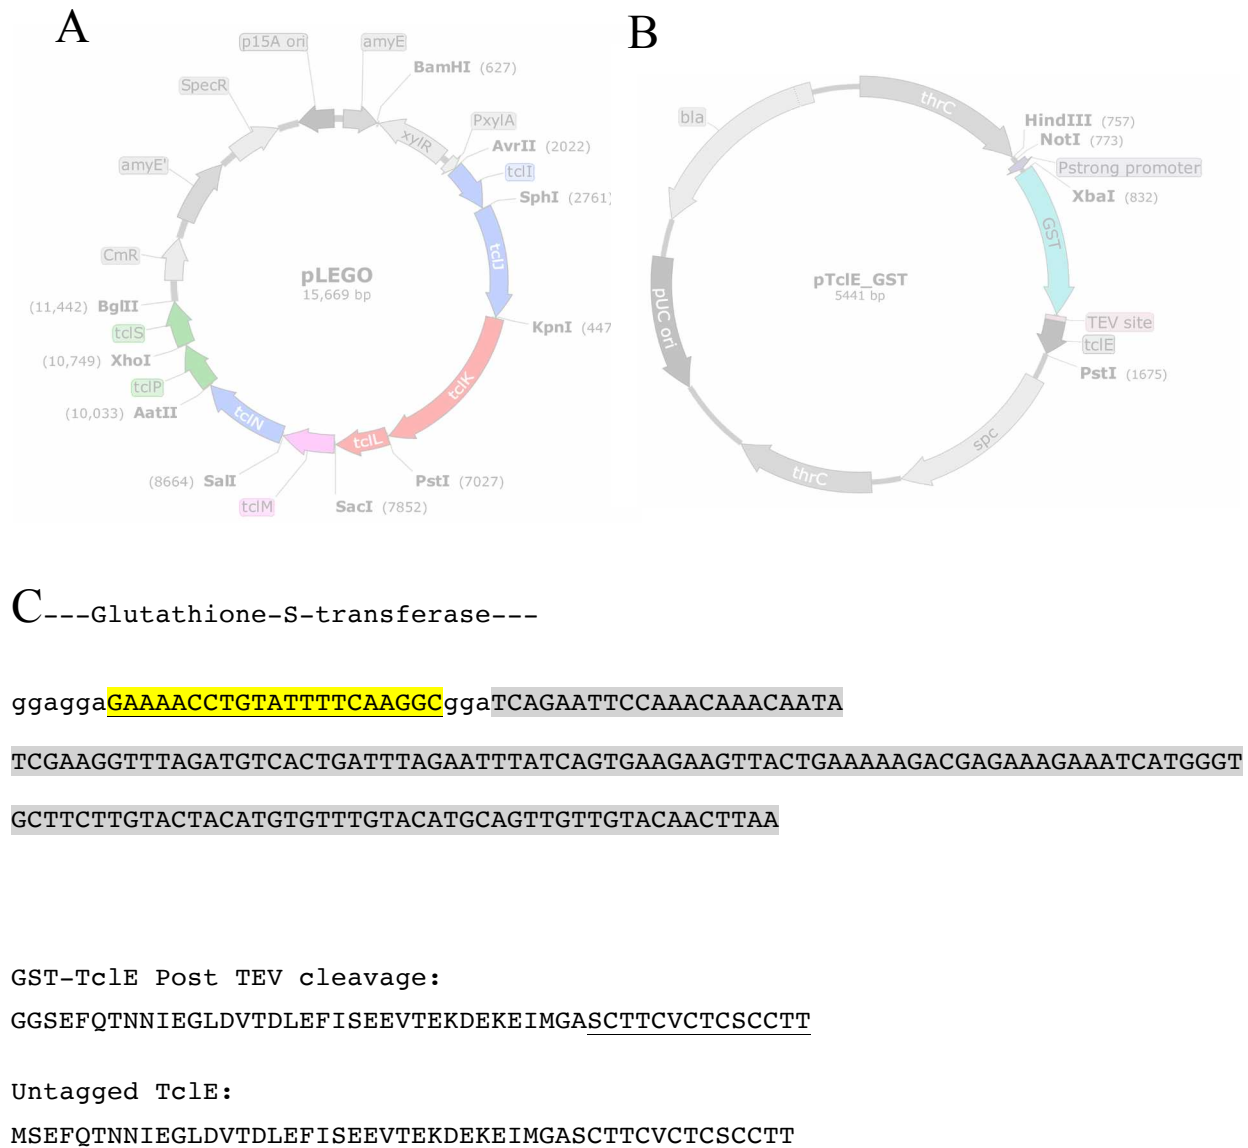 A
B
p15A ori
amyE
BamHI (627)
SpecR
xylR
PxylA
AvrII (2022)
tclI
SphI (2761)
amyE'
tclJ
CmR
pLEGO
15,669 bp
(11,442) BglII
KpnI (447
tclS
(10,749) XhoI
tclP
tclK
(10,033) AatII
tclN
tclL
(8664) SalI
PstI (7027)
tclM
SacI (7852)
bla
thrC
HindIII (757)
NotI (773)
Pstrong promoter
XbaI (832)
GST
pTclE_GST
5441 bp
pUC ori
TEV site
tclE
PstI (1675)
spc
thrC
C---Glutathione-S-transferase---
ggaggaGAAAACCTGTATTTTCAAGGCggaTCAGAATTCCAAACAAACAATA
TCGAAGGTTTAGATGTCACTGATTTAGAATTTATCAGTGAAGAAGTTACTGAAAAAGACGAGAAAGAAATCATGGGT
GCTTCTTGTACTACATGTGTTTGTACATGCAGTTGTTGTACAACTTAA
GST-TclE Post TEV cleavage:
GGSEFQTNNIEGLDVTDLEFISEEVTEKDEKEIMGASCTTCVCTCSCCTT
Untagged TclE:
MSEFQTNNIEGLDVTDLEFISEEVTEKDEKEIMGASCTTCVCTCSCCTT